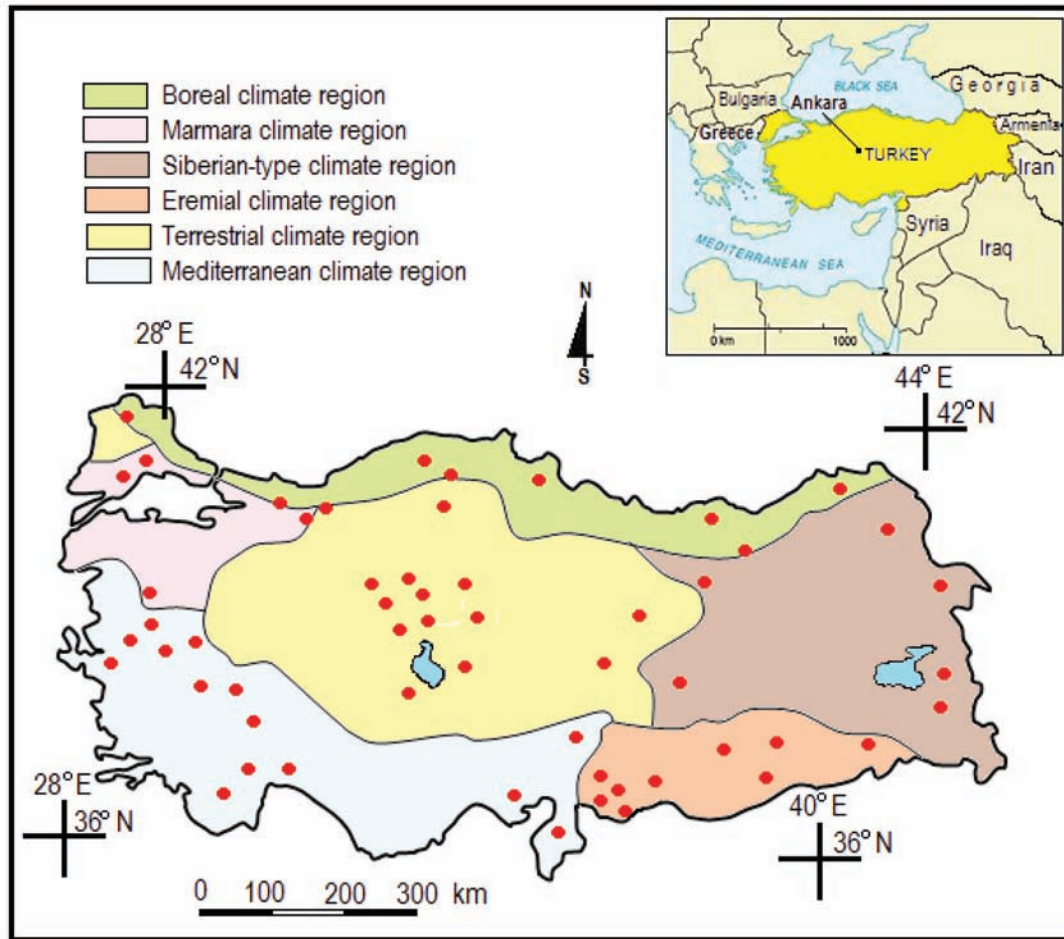 Boreal climate region
Marmara climate region
Siberian-type climate region
Eremial climate region
Terrestrial climate region
Mediterranean climate region
BLACK SEA
Georgia
Bulgaria
Ankara
Armenia
Greece
TURKEY
Iran
Syria
Iraq
MEDITERRANEAN SEA
0 km 1000
N
S
28° E
42° N
44° E
42° N
28° E
36° N
40° E
36° N
0 100 200 300 km